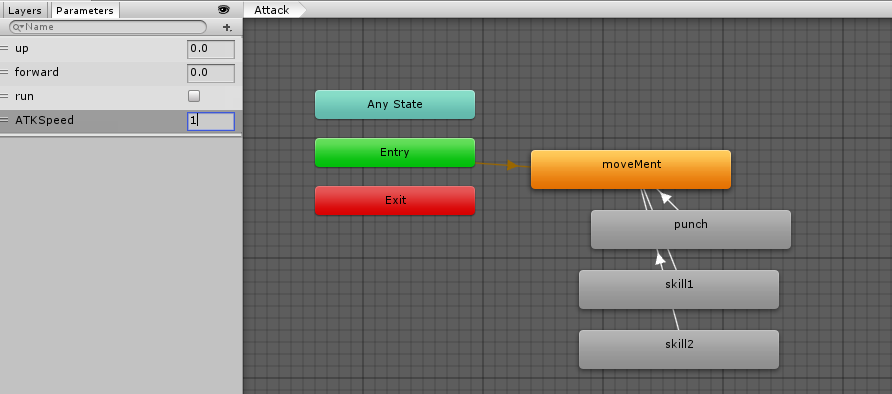 Layers Parameters
Name
up 0.0
forward 0.0
run
ATKSpeed 1
Attack
Any State
Entry
Exit
moveMent
punch
skill1
skill2